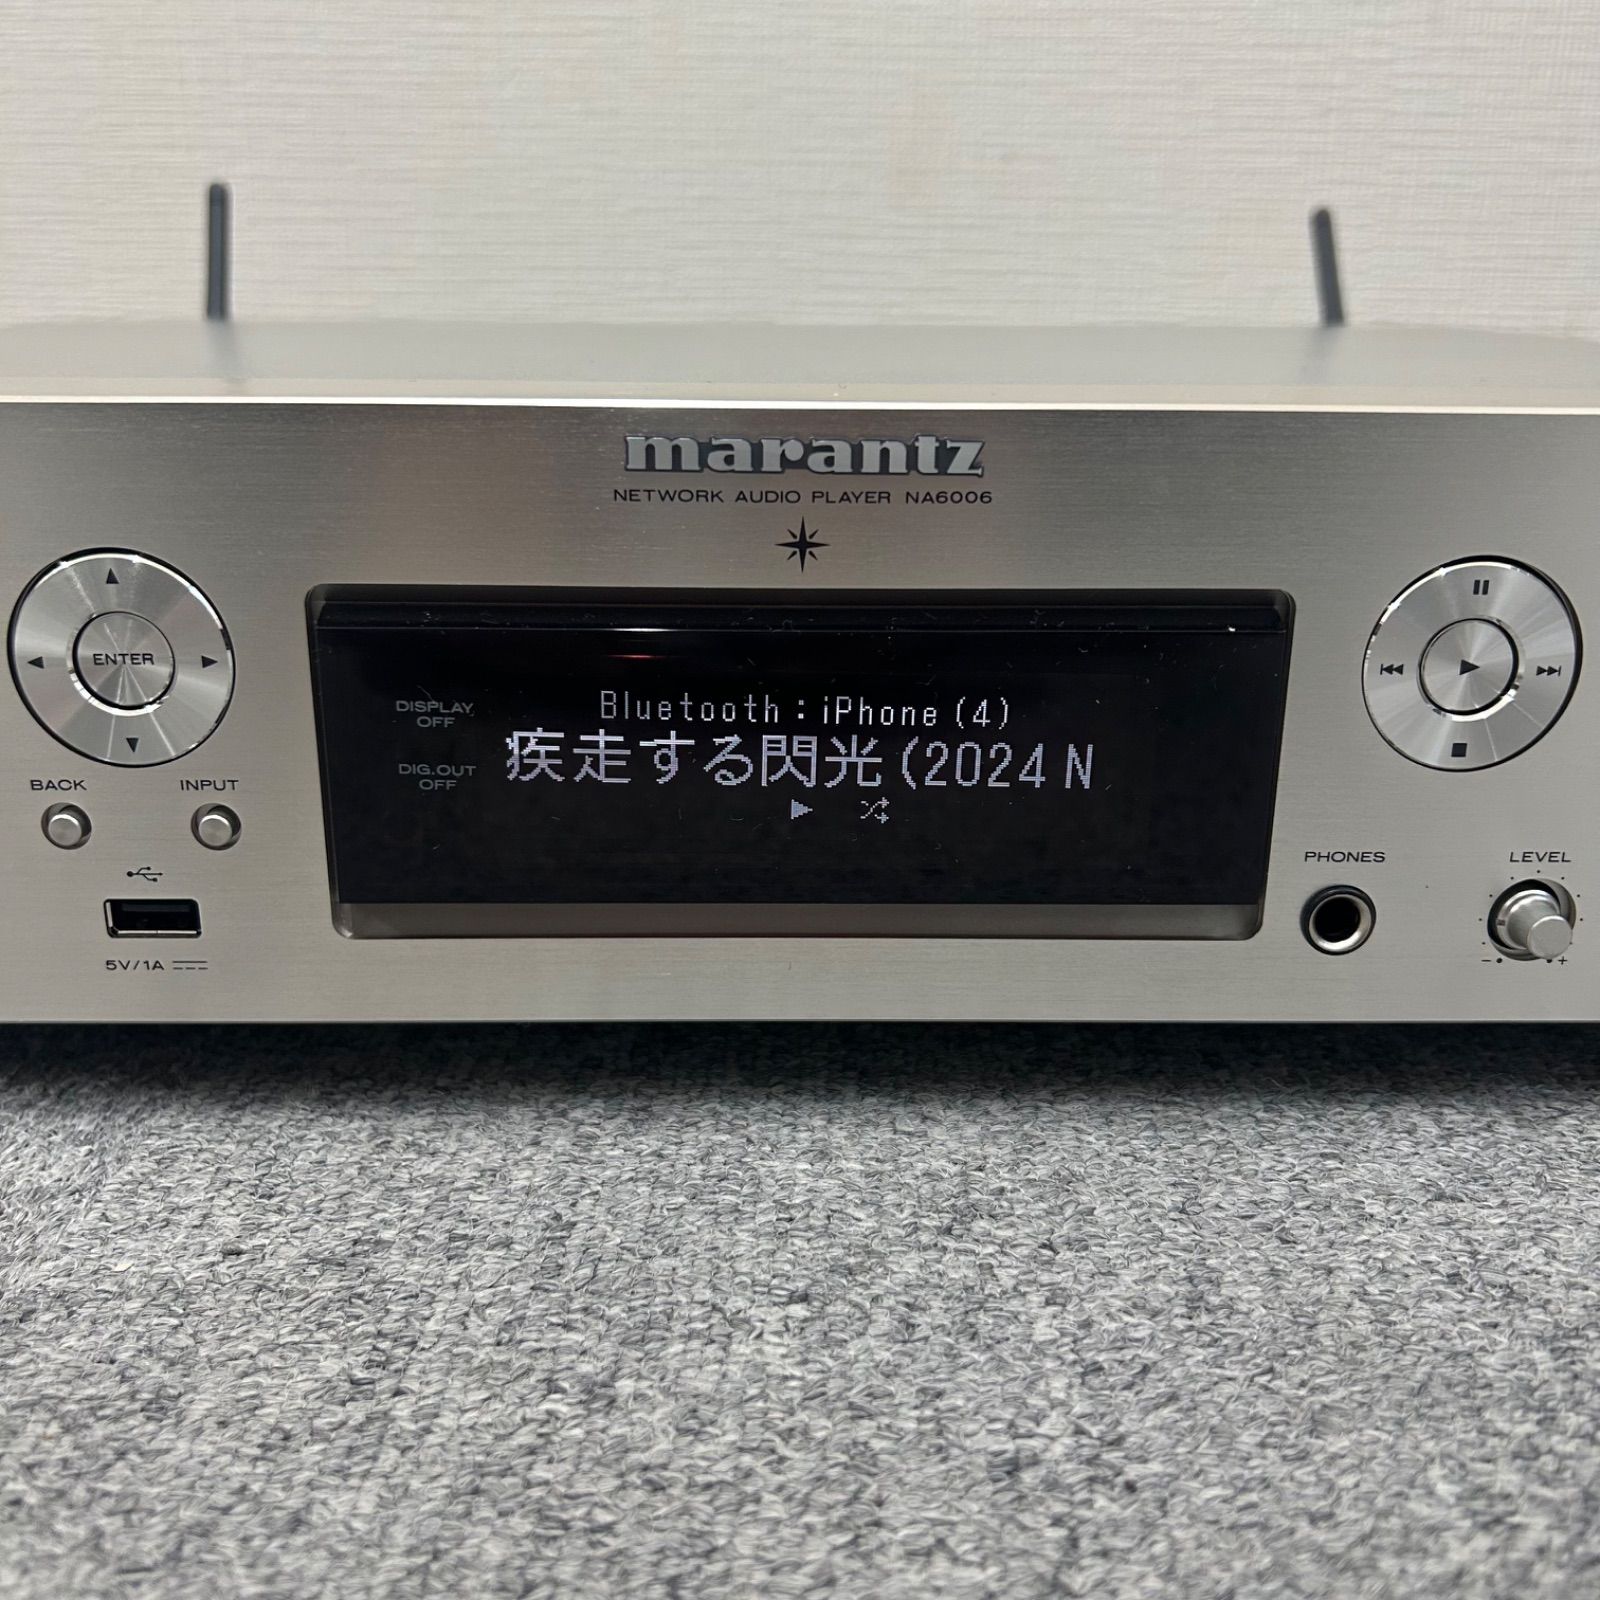 marantz
NETWORK AUDIO PLAYER NA6006
ENTER
BACK
INPUT
5V/1A
DISPLAY
OFF
DIG.OUT
OFF
Bluetooth:iPhone(4)
疾走する閃光(2024 N
PHONES
LEVEL
- +